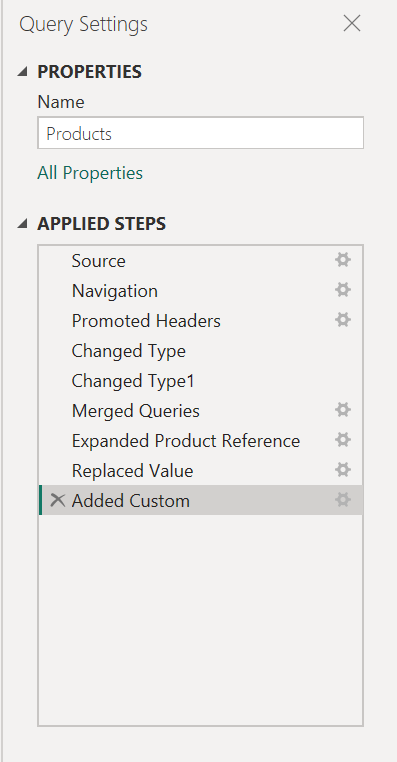 Query Settings
PROPERTIES
Name
Products
All Properties
APPLIED STEPS
Source
Navigation
Promoted Headers
Changed Type
Changed Type1
Merged Queries
Expanded Product Reference
Replaced Value
Added Custom